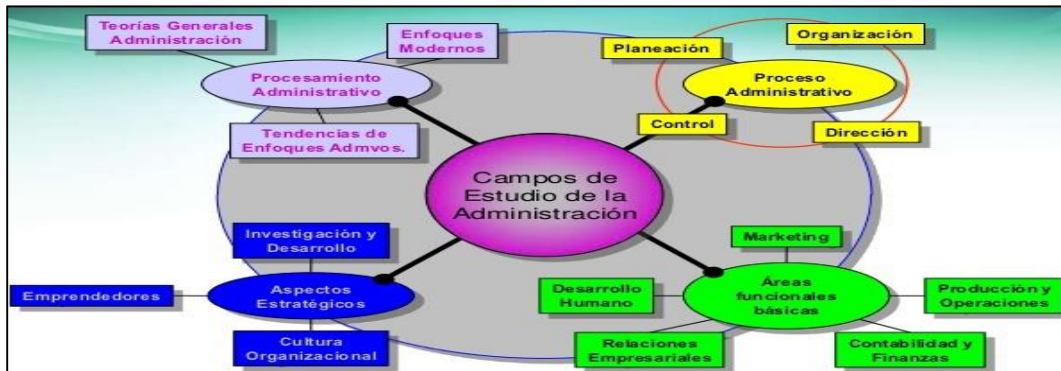 Teorías Generales
Administración
Enfoques
Modernos
Procesamiento
Administrativo
Tendencias de
Enfoques Admvos.
Planeación
Organización
Proceso
Administrativo
Control
Dirección
Campos de
Estudio de la
Administración
Investigación y
Desarrollo
Emprendedores
Aspectos
Estratégicos
Cultura
Organizacional
Marketing
Desarrollo
Humano
Áreas
funcionales
básicas
Producción y
Operaciones
Relaciones
Empresariales
Contabilidad y
Finanzas